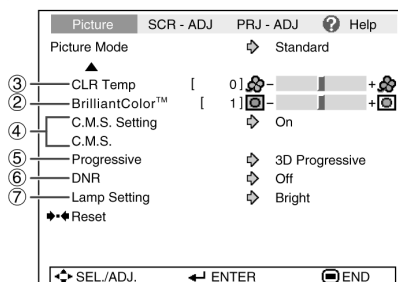 Picture SCR - ADJ PRJ - ADJ ? Help
Picture Mode Standard
③ CLR Temp [ 0] - +
② BrilliantColor™ [ 1] - +
④ C.M.S. Setting On
C.M.S.
⑤ Progressive 3D Progressive
⑥ DNR Off
⑦ Lamp Setting Bright
Reset
SEL./ADJ. ENTER END